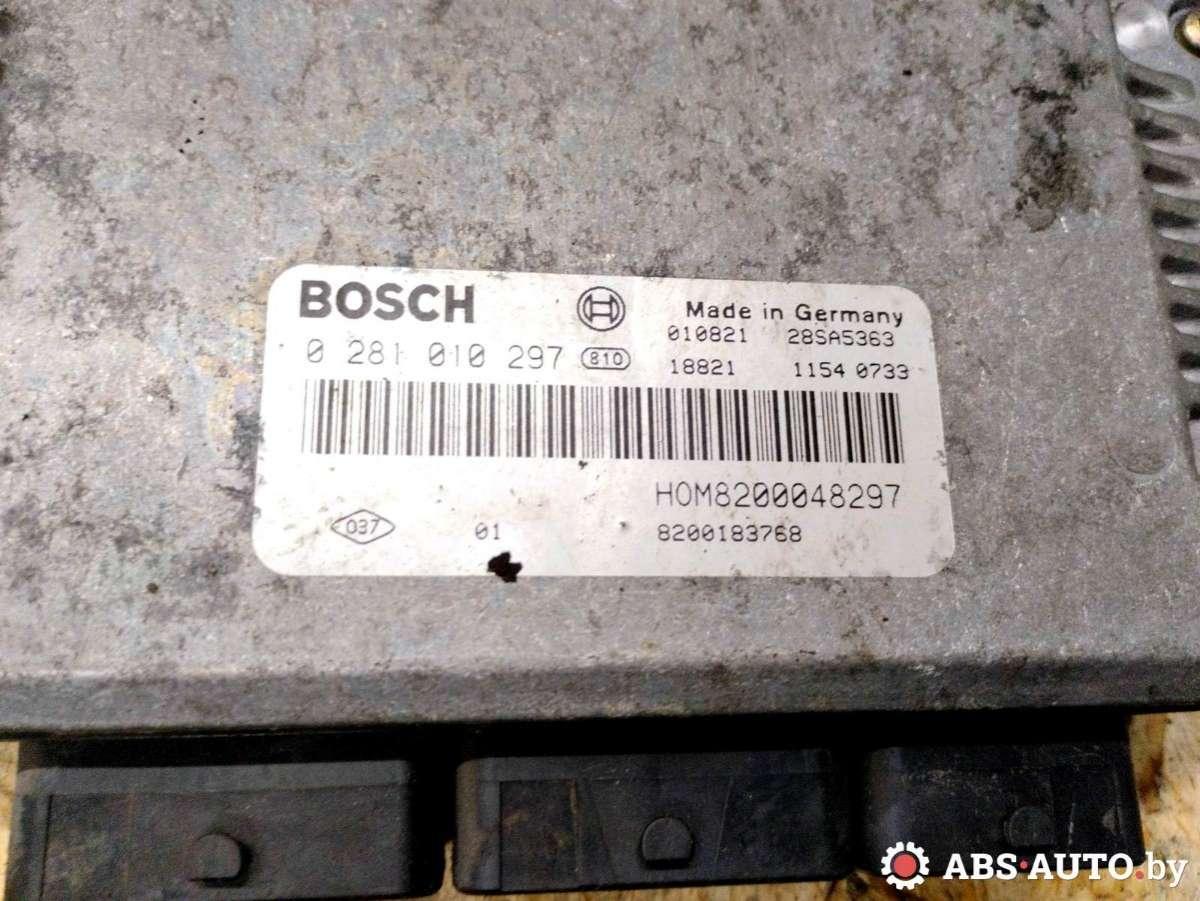 BOSCH
Made in Germany
010821 28SA5363
0 281 010 297 810
18821 1154 0733
HOM8200048297
037 01 8200183768
ABS·AUTO.by